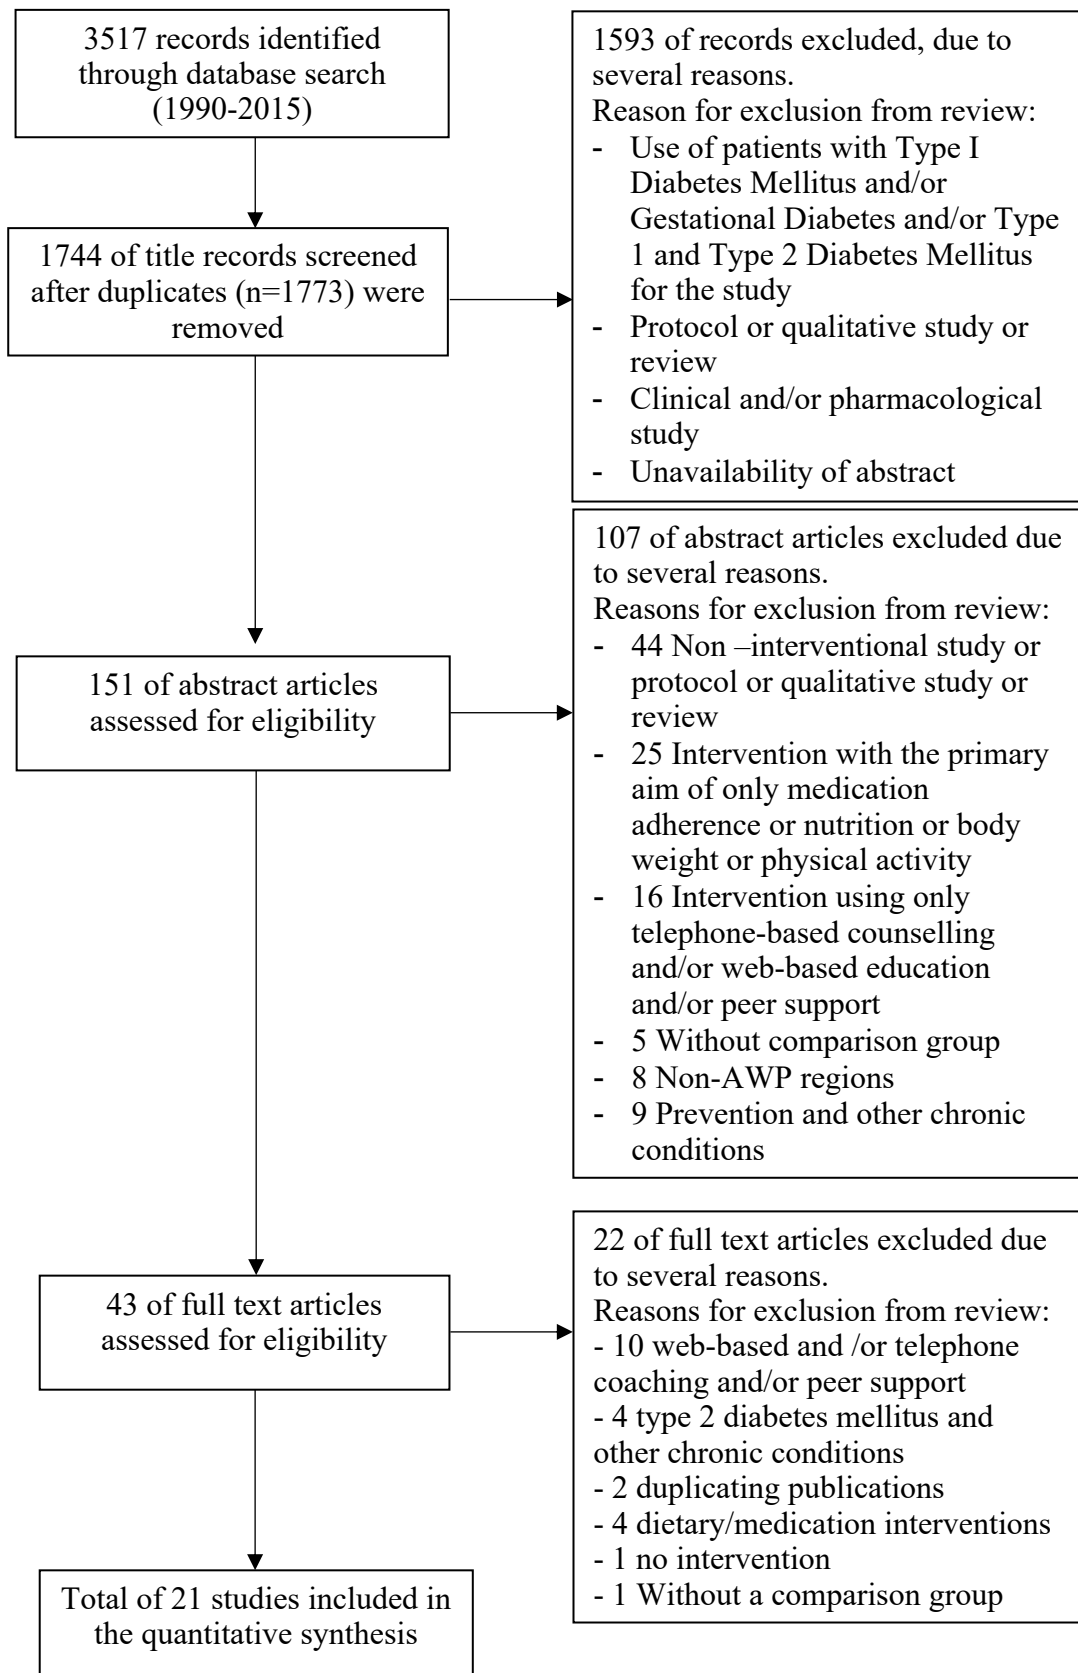 3517 records identified
through database search
(1990-2015)
1593 of records excluded, due to
several reasons.
Reason for exclusion from review:
- Use of patients with Type I
Diabetes Mellitus and/or
Gestational Diabetes and/or Type
1 and Type 2 Diabetes Mellitus
for the study
- Protocol or qualitative study or
review
- Clinical and/or pharmacological
study
- Unavailability of abstract
1744 of title records screened
after duplicates (n=1773) were
removed
107 of abstract articles excluded due
to several reasons.
Reasons for exclusion from review:
- 44 Non –interventional study or
protocol or qualitative study or
review
- 25 Intervention with the primary
aim of only medication
adherence or nutrition or body
weight or physical activity
- 16 Intervention using only
telephone-based counselling
and/or web-based education
and/or peer support
- 5 Without comparison group
- 8 Non-AWP regions
- 9 Prevention and other chronic
conditions
151 of abstract articles
assessed for eligibility
22 of full text articles excluded due
to several reasons.
Reasons for exclusion from review:
- 10 web-based and /or telephone
coaching and/or peer support
- 4 type 2 diabetes mellitus and
other chronic conditions
- 2 duplicating publications
- 4 dietary/medication interventions
- 1 no intervention
- 1 Without a comparison group
43 of full text articles
assessed for eligibility
Total of 21 studies included in
the quantitative synthesis